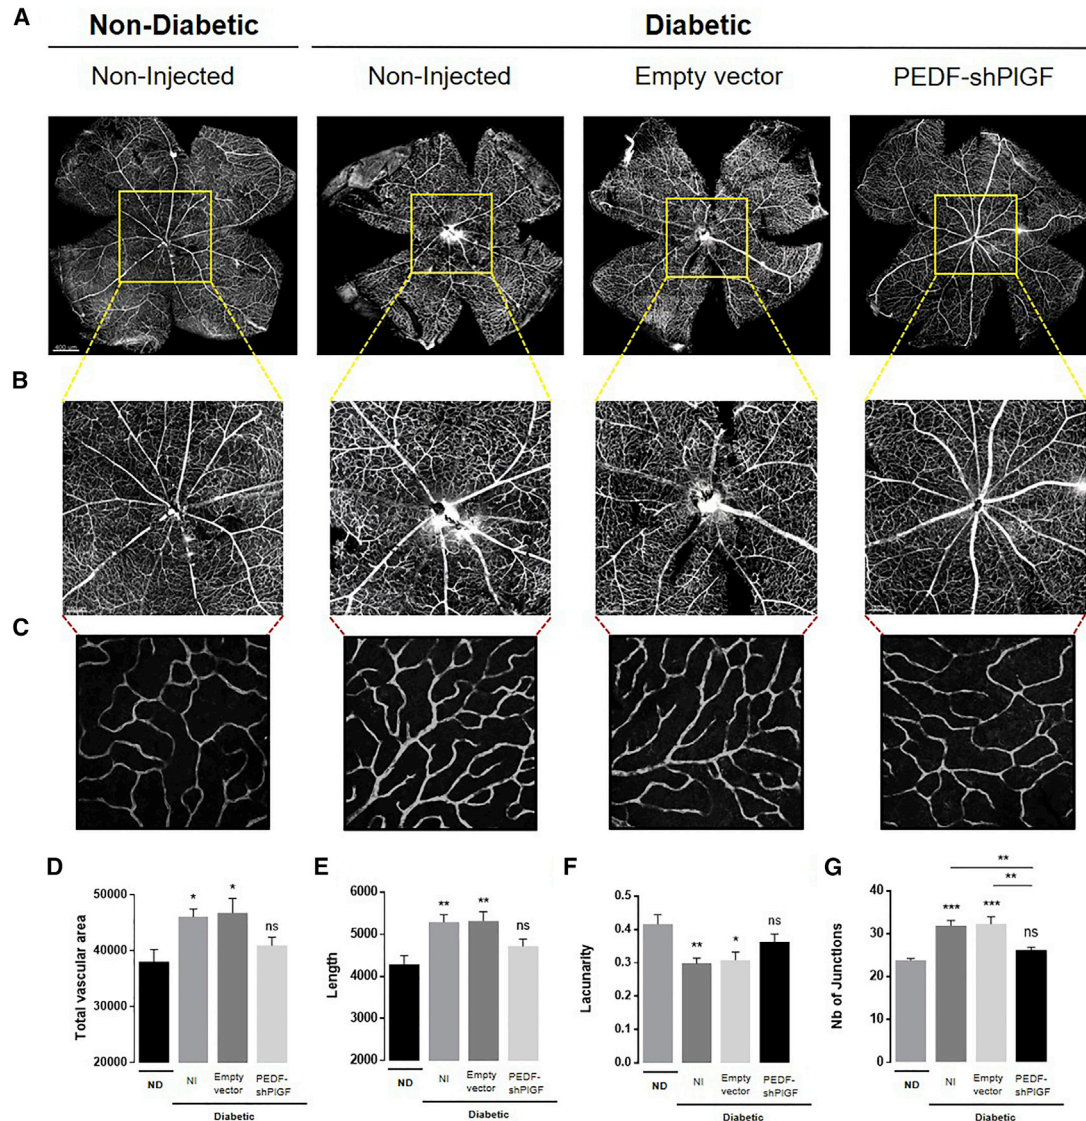 A
Non-Diabetic
Diabetic
Non-Injected
Non-Injected
Empty vector
PEDF-shPIGF
400 µm
B
C
D
Total vascular area
50000
40000
30000
20000
*
*
ns
ND
NI
Empty
vector
PEDF-
shPIGF
Diabetic
E
Length
6000
5000
4000
3000
2000
**
**
ns
ND
NI
Empty
vector
PEDF-
shPIGF
Diabetic
F
Lacunarity
0.5
0.4
0.3
0.2
0.1
0.0
**
*
ns
ND
NI
Empty
vector
PEDF-
shPIGF
Diabetic
G
Nb of Junctions
40
30
20
10
0
**
**
***
***
ns
ND
NI
Empty
vector
PEDF-
shPIGF
Diabetic